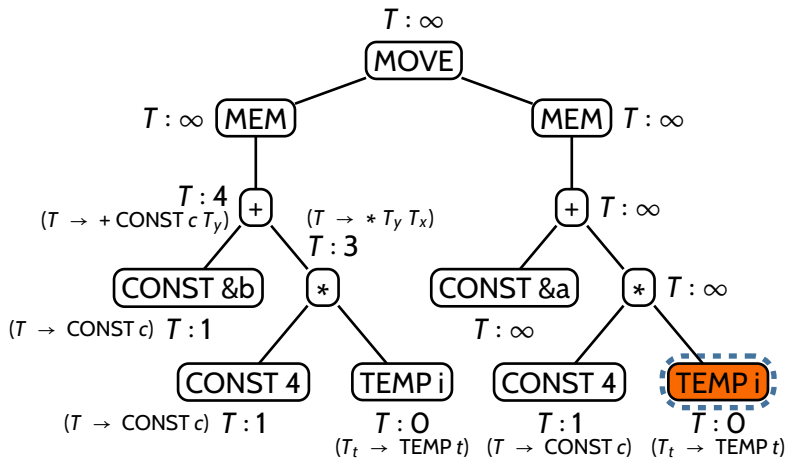 T : ∞
MOVE
T : ∞ MEM MEM T : ∞
T : 4
(T → + CONST c T_y) + (T → * T_y T_x) + T : ∞
T : 3
CONST &b * CONST &a * T : ∞
(T → CONST c) T : 1 T : ∞
CONST 4 TEMP i CONST 4 TEMP i
(T → CONST c) T : 1 T : 0 T : 1 T : 0
(T_t → TEMP t) (T → CONST c) (T_t → TEMP t)